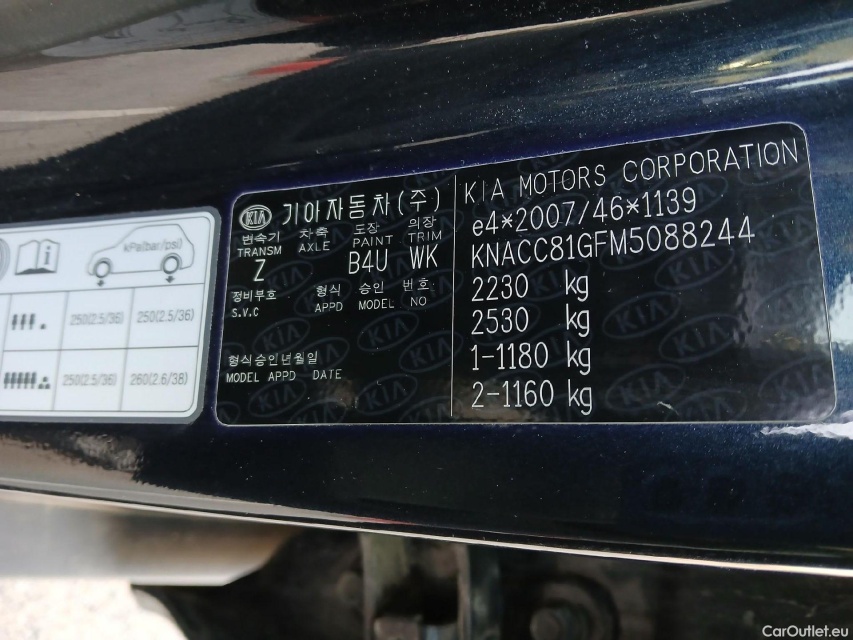 kPa(bar/psi)
250(2.5/36) 250(2.5/36)
250(2.5/36) 260(2.6/38)
KIA 기아자동차(주)
변속기 차축 도장 의장
TRANSM AXLE PAINT TRIM
Z B4U WK
정비부호 형식 승인 번호
S.V.C APPD MODEL NO
형식승인년월일
MODEL APPD DATE
KIA MOTORS CORPORATION
e4*2007/46*1139
KNACC81GFM5088244
2230 kg
2530 kg
1-1180 kg
2-1160 kg
CarOutlet.eu